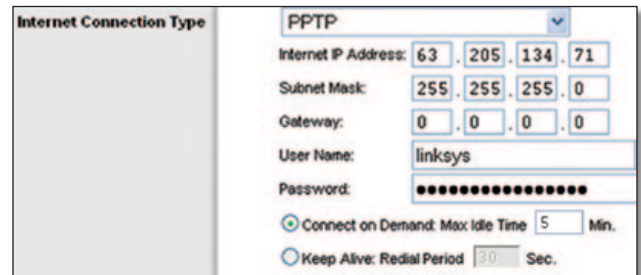 Internet Connection Type PPTP
Internet IP Address: 63 . 205 . 134 . 71
Subnet Mask: 255 . 255 . 255 . 0
Gateway: 0 . 0 . 0 . 0
User Name: linksys
Password: ●●●●●●●●●●●●●●●●
Connect on Demand: Max Idle Time 5 Min.
Keep Alive: Redial Period 30 Sec.